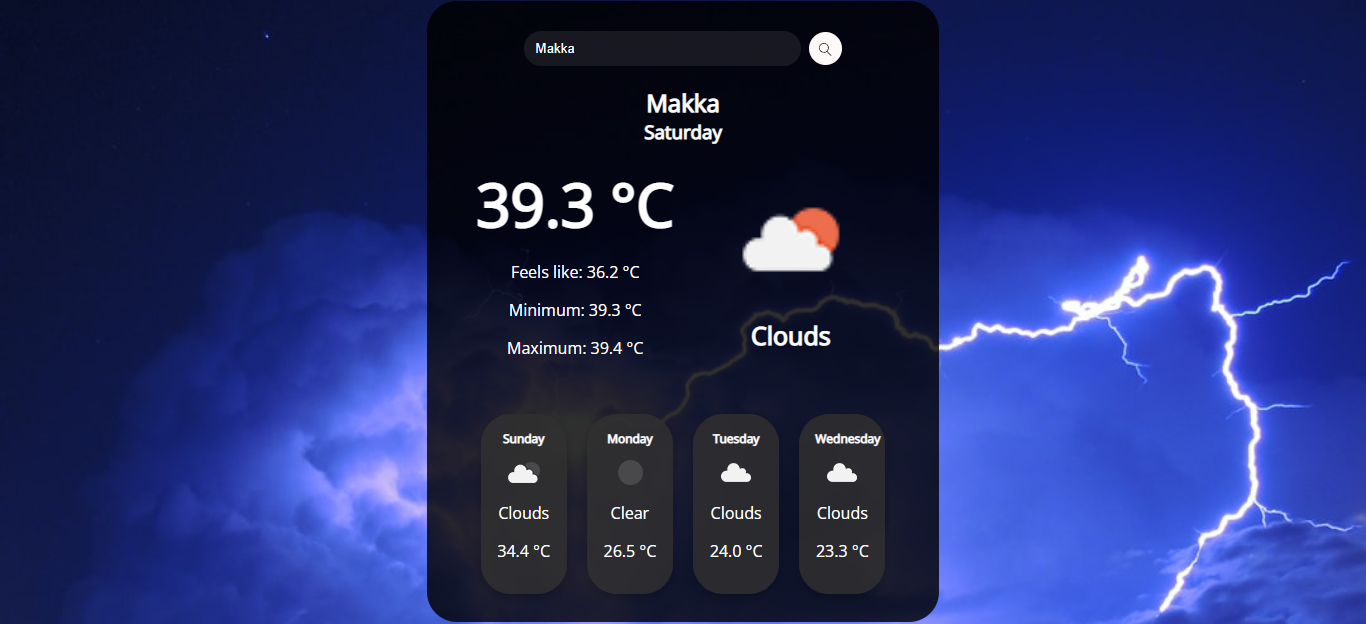 Makka
Makka
Saturday
39.3 °C
Feels like: 36.2 °C
Minimum: 39.3 °C
Maximum: 39.4 °C
Clouds
Sunday
Clouds
34.4 °C
Monday
Clear
26.5 °C
Tuesday
Clouds
24.0 °C
Wednesday
Clouds
23.3 °C